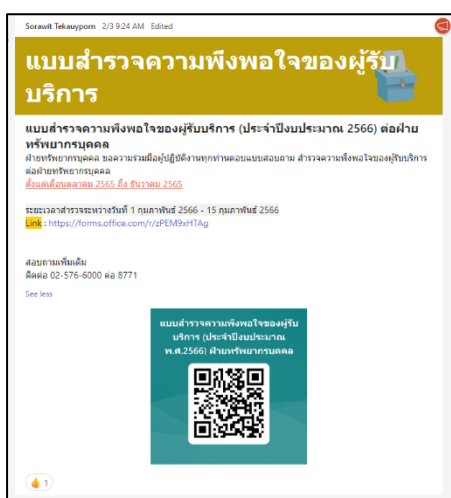 Sorawit Tekauyporn 2/3 9:24 AM Edited
แบบสำรวจความพึงพอใจของผู้รับ
บริการ
แบบสำรวจความพึงพอใจของผู้รับบริการ (ประจำปีงบประมาณ 2566) ต่อฝ่าย
ทรัพยากรบุคคล
ฝ่ายทรัพยากรบุคคล ขอความร่วมมือผู้ปฏิบัติงานทุกท่านตอบแบบสอบถาม สำรวจความพึงพอใจของผู้รับบริการ
ต่อฝ่ายทรัพยากรบุคคล
ตั้งแต่เดือนตุลาคม 2565 ถึง ธันวาคม 2565
ระยะเวลาสำรวจระหว่างวันที่ 1 กุมภาพันธ์ 2566 – 15 กุมภาพันธ์ 2566
Link : https://forms.office.com/r/zPEM9xHTAg
สอบถามเพิ่มเติม
ติดต่อ 02-576-6000 ต่อ 8771
See less
แบบสำรวจความพึงพอใจของผู้รับ
บริการ (ประจำปีงบประมาณ
พ.ศ.2566) ฝ่ายทรัพยากรบุคคล
1